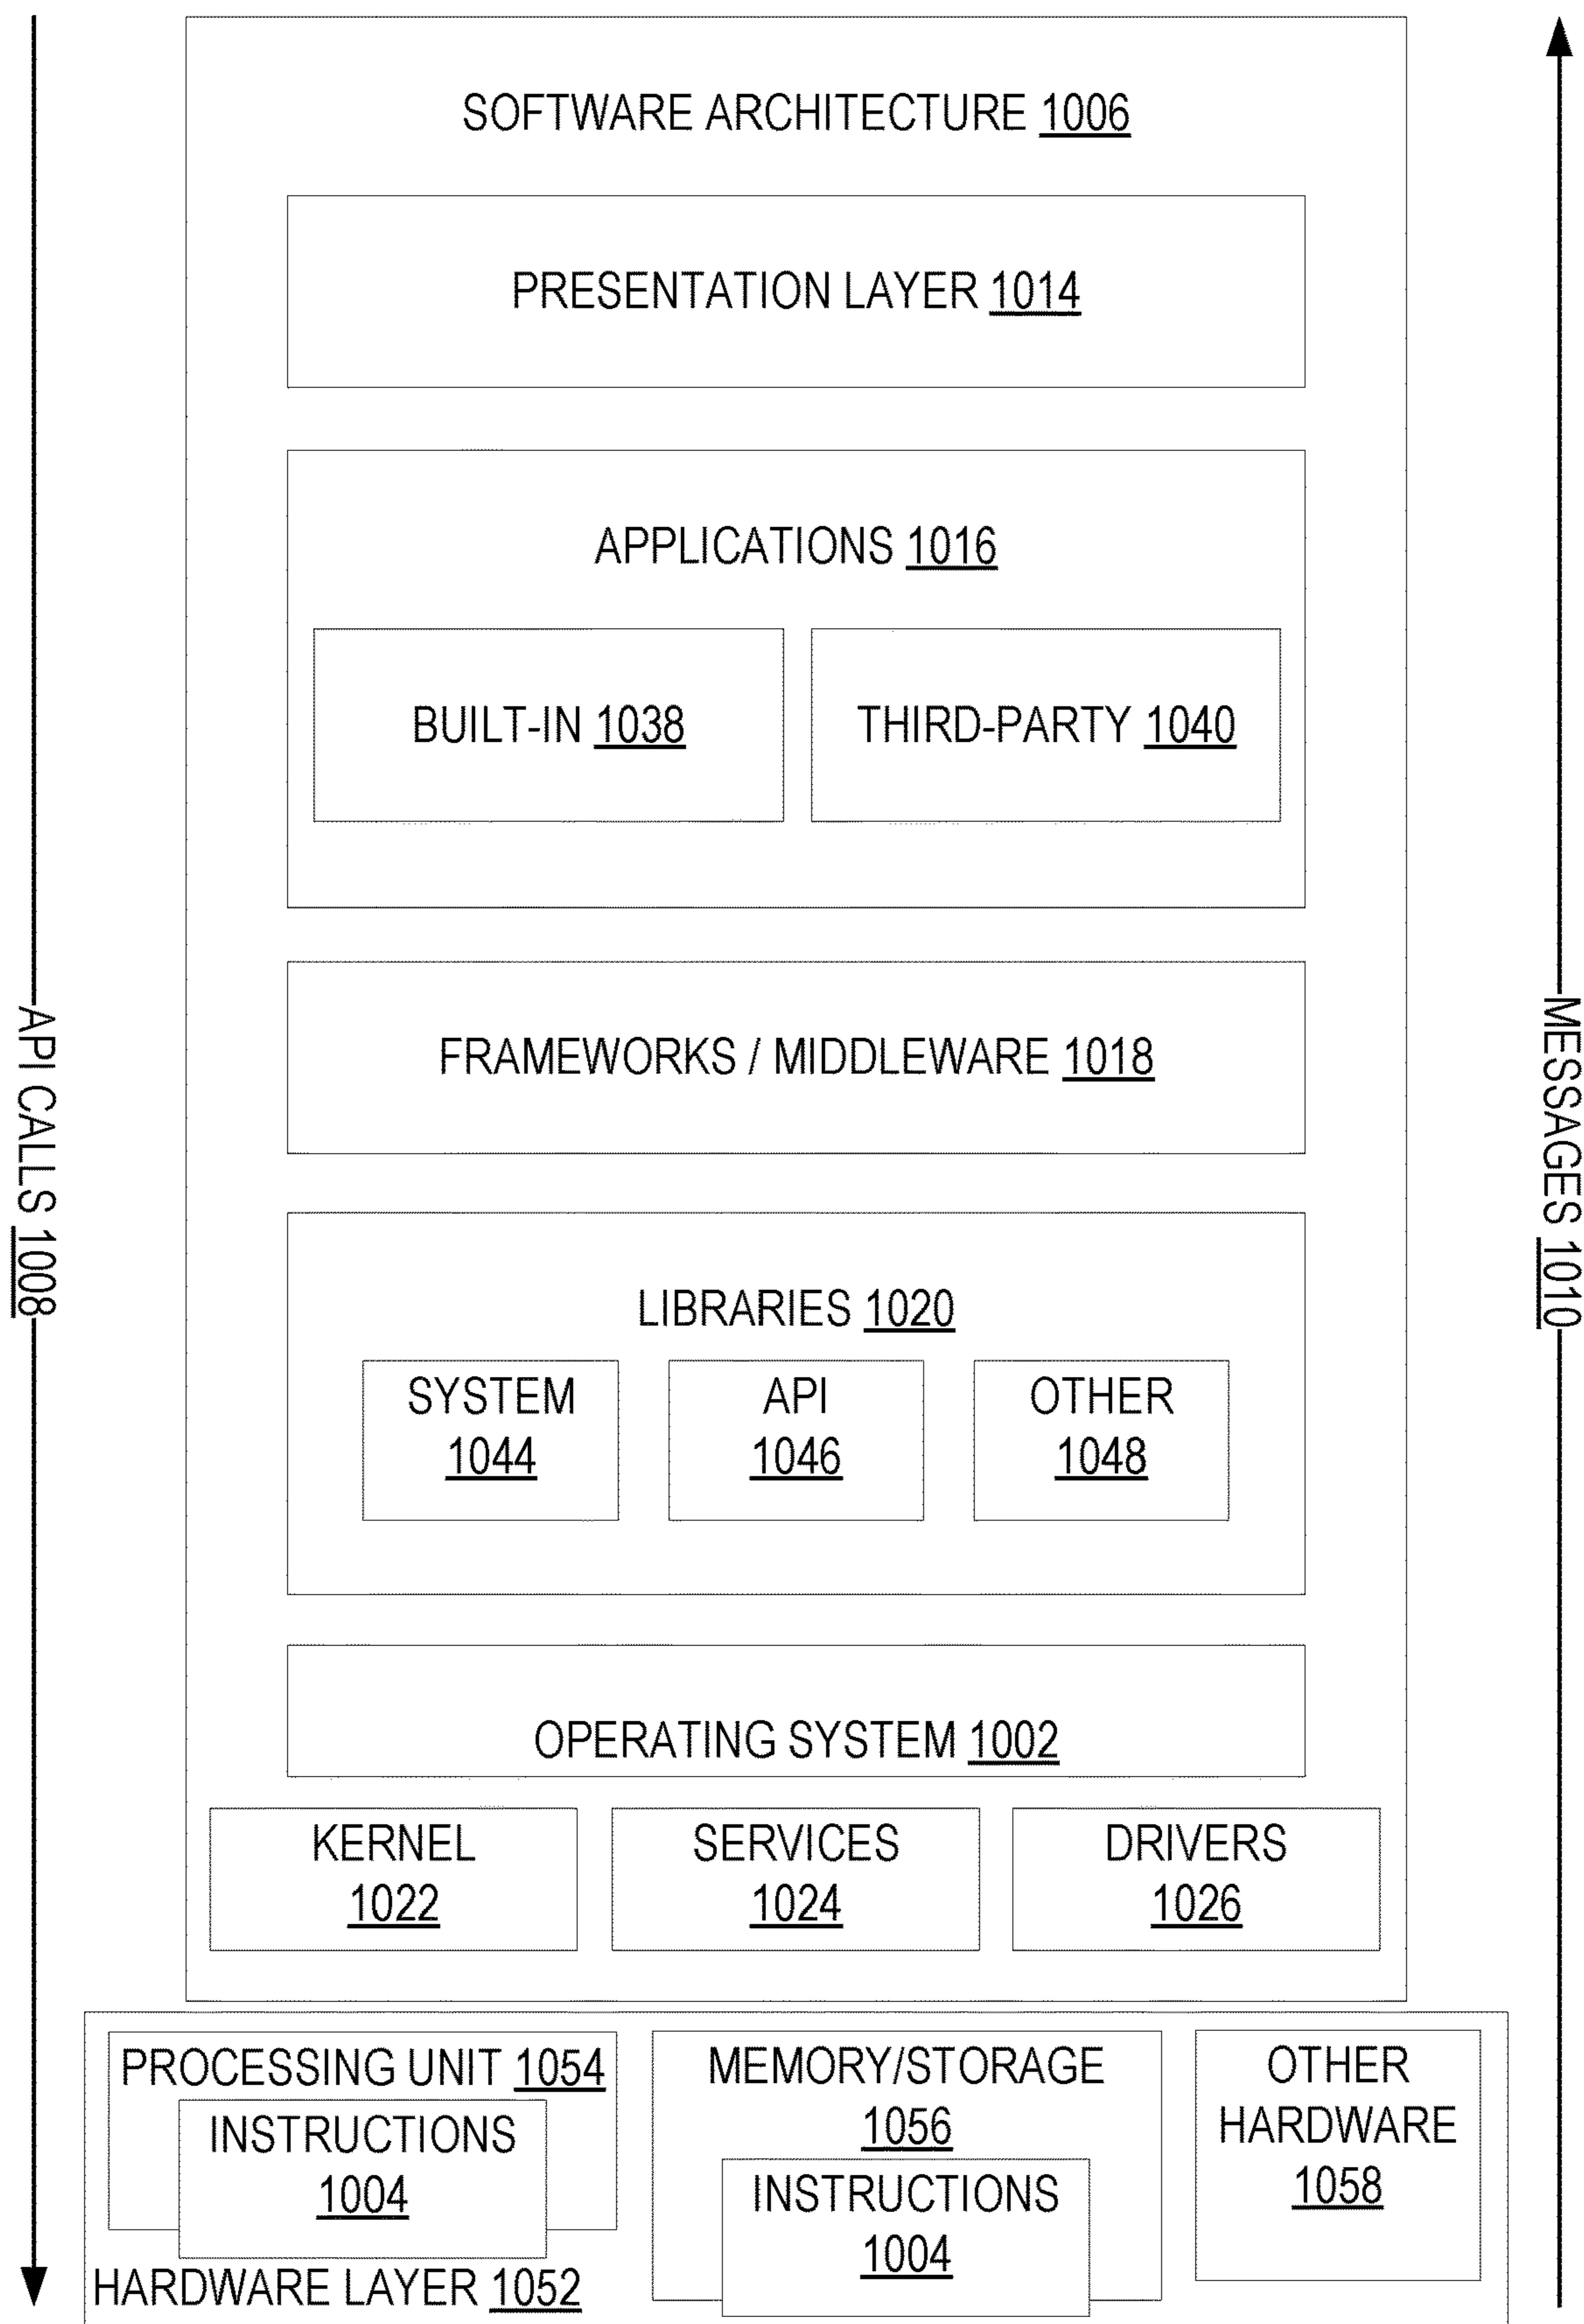 SOFTWARE ARCHITECTURE 1006
PRESENTATION LAYER 1014
APPLICATIONS 1016
BUILT-IN 1038
THIRD-PARTY 1040
FRAMEWORKS / MIDDLEWARE 1018
API CALLS 1008
MESSAGES 1010
LIBRARIES 1020
SYSTEM
1044
API
1046
OTHER
1048
OPERATING SYSTEM 1002
KERNEL
1022
SERVICES
1024
DRIVERS
1026
PROCESSING UNIT 1054
INSTRUCTIONS
1004
MEMORY/STORAGE
1056
INSTRUCTIONS
1004
OTHER
HARDWARE
1058
HARDWARE LAYER 1052